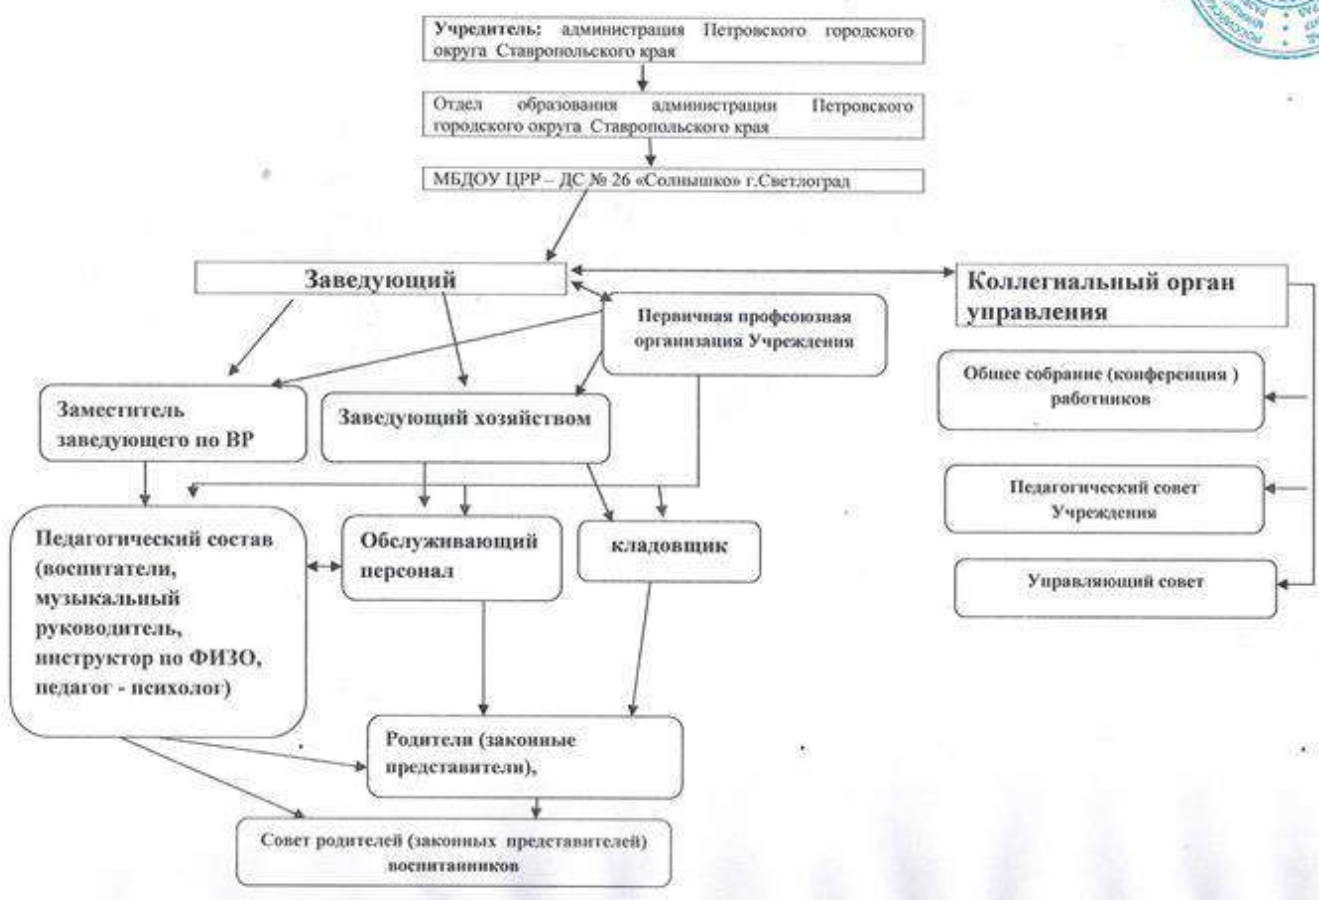 Учредитель: администрация Петровского городского
округа Ставропольского края
Отдел образования администрации Петровского
городского округа Ставропольского края
МБДОУ ЦРР – ДС № 26 «Солнышко» г.Светлоград
Заведующий
Коллегиальный орган
управления
Первичная профсоюзная
организация Учреждения
Общее собрание (конференция )
работников
Заместитель
заведующего по ВР
Заведующий хозяйством
Педагогический совет
Учреждения
Педагогический состав
(воспитатели,
музыкальный
руководитель,
инструктор по ФИЗО,
педагог - психолог)
Обслуживающий
персонал
кладовщик
Управляющий совет
Родители (законные
представители),
Совет родителей (законных представителей)
воспитанников